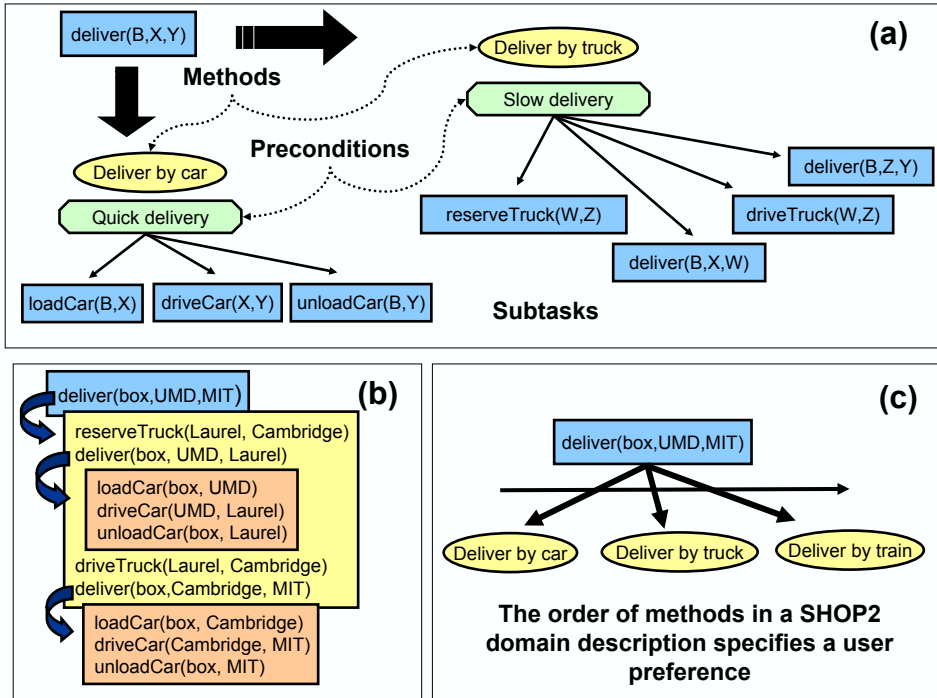 (a)
deliver(B,X,Y)
Methods
Deliver by truck
Slow delivery
Preconditions
Deliver by car
Quick delivery
deliver(B,Z,Y)
reserveTruck(W,Z)
driveTruck(W,Z)
deliver(B,X,W)
loadCar(B,X)
driveCar(X,Y)
unloadCar(B,Y)
Subtasks
(b)
deliver(box,UMD,MIT)
reserveTruck(Laurel, Cambridge)
deliver(box, UMD, Laurel)
loadCar(box, UMD)
driveCar(UMD, Laurel)
unloadCar(box, Laurel)
driveTruck(Laurel, Cambridge)
deliver(box,Cambridge, MIT)
loadCar(box, Cambridge)
driveCar(Cambridge, MIT)
unloadCar(box, MIT)
(c)
deliver(box,UMD,MIT)
Deliver by car
Deliver by truck
Deliver by train
The order of methods in a SHOP2
domain description specifies a user
preference